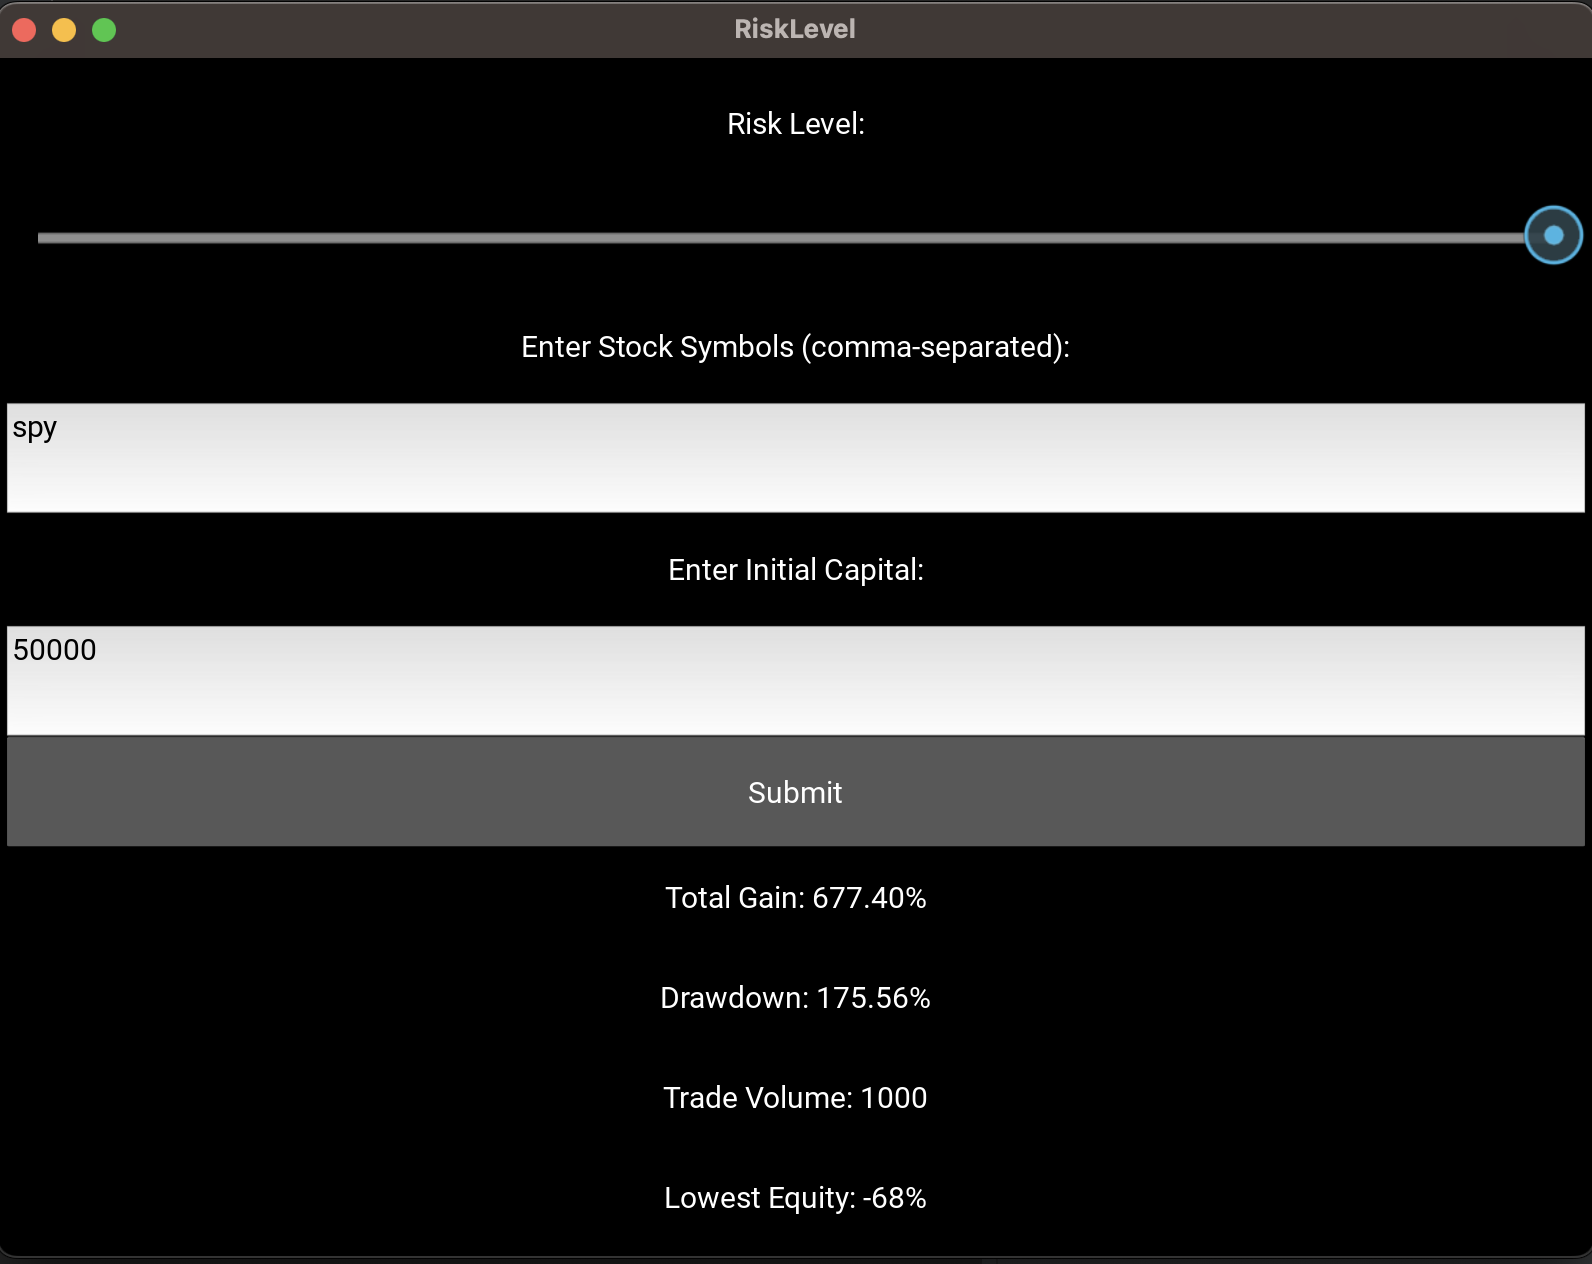 RiskLevel
Risk Level:
Enter Stock Symbols (comma-separated):
spy
Enter Initial Capital:
50000
Submit
Total Gain: 677.40%
Drawdown: 175.56%
Trade Volume: 1000
Lowest Equity: -68%